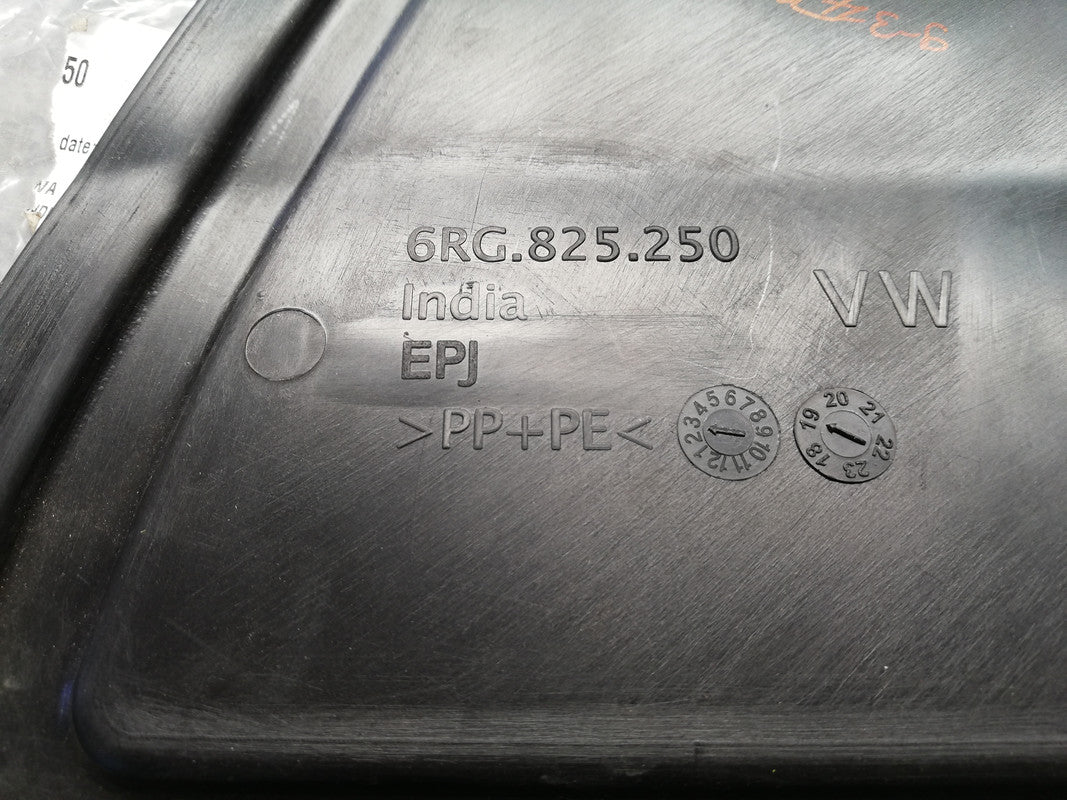 50
date:
6RG.825.250
India
VW
EPJ
>PP+PE<
1 2 3 4 5 6 7 8 9 10 11 12
18 19 20 21 22 23